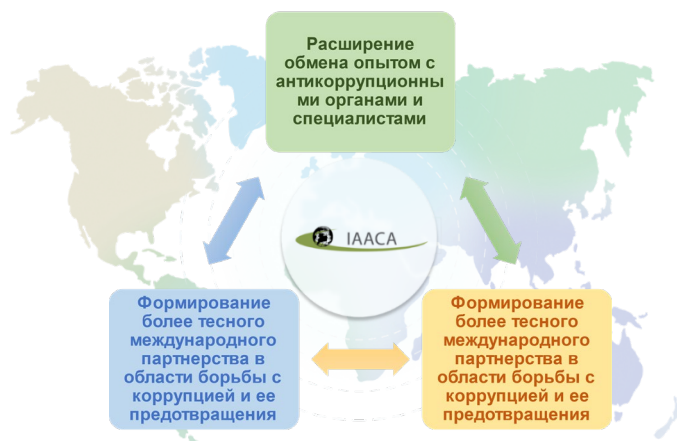 Расширение
обмена опытом с
антикоррупционны
ми органами и
специалистами
IAACA
Формирование
более тесного
международного
партнерства в
области борьбы с
коррупцией и ее
предотвращения
Формирование
более тесного
международного
партнерства в
области борьбы с
коррупцией и ее
предотвращения